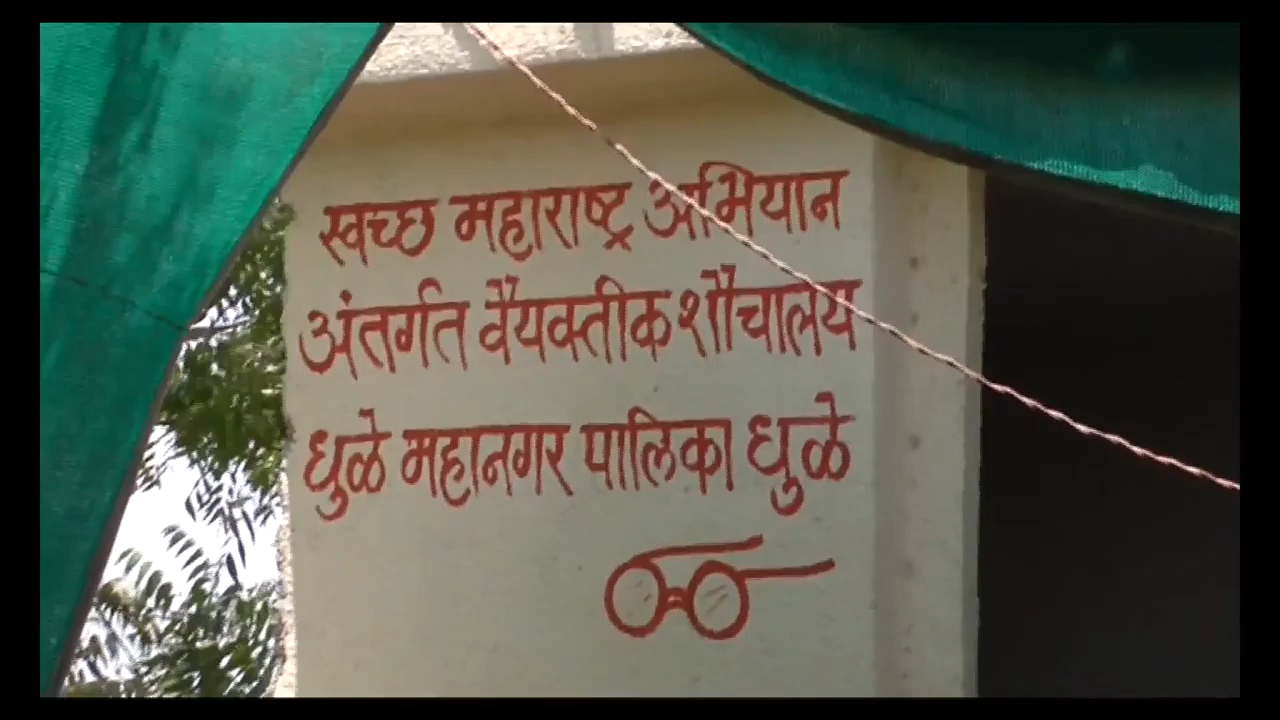 स्वच्छ महाराष्ट्र अभियान
अंतर्गत वैयक्तीक शौचालय
धुळे महानगर पालिका धुळे